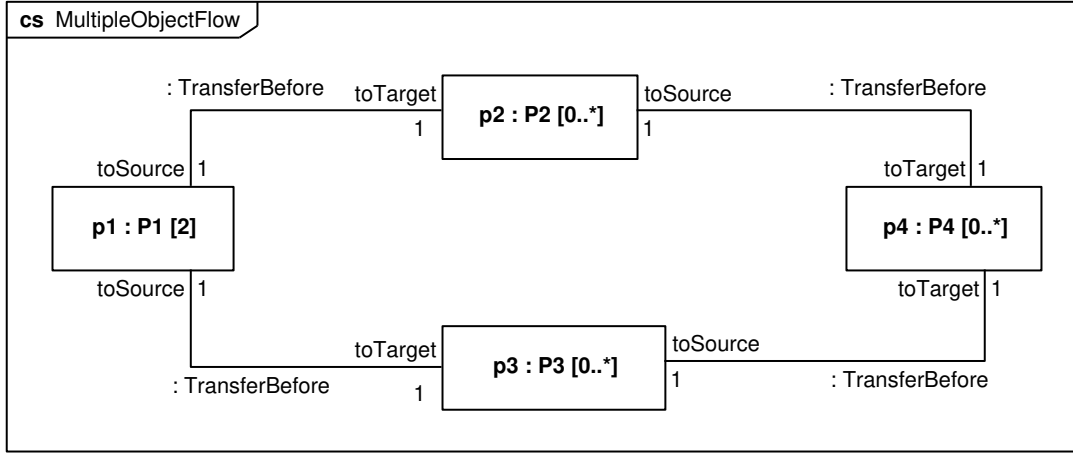 cs MultipleObjectFlow
: TransferBefore
toTarget
1
p2 : P2 [0..*]
toSource
1
: TransferBefore
toSource 1
toTarget 1
p1 : P1 [2]
p4 : P4 [0..*]
toSource 1
toTarget 1
toTarget
1
p3 : P3 [0..*]
toSource
1
: TransferBefore
: TransferBefore